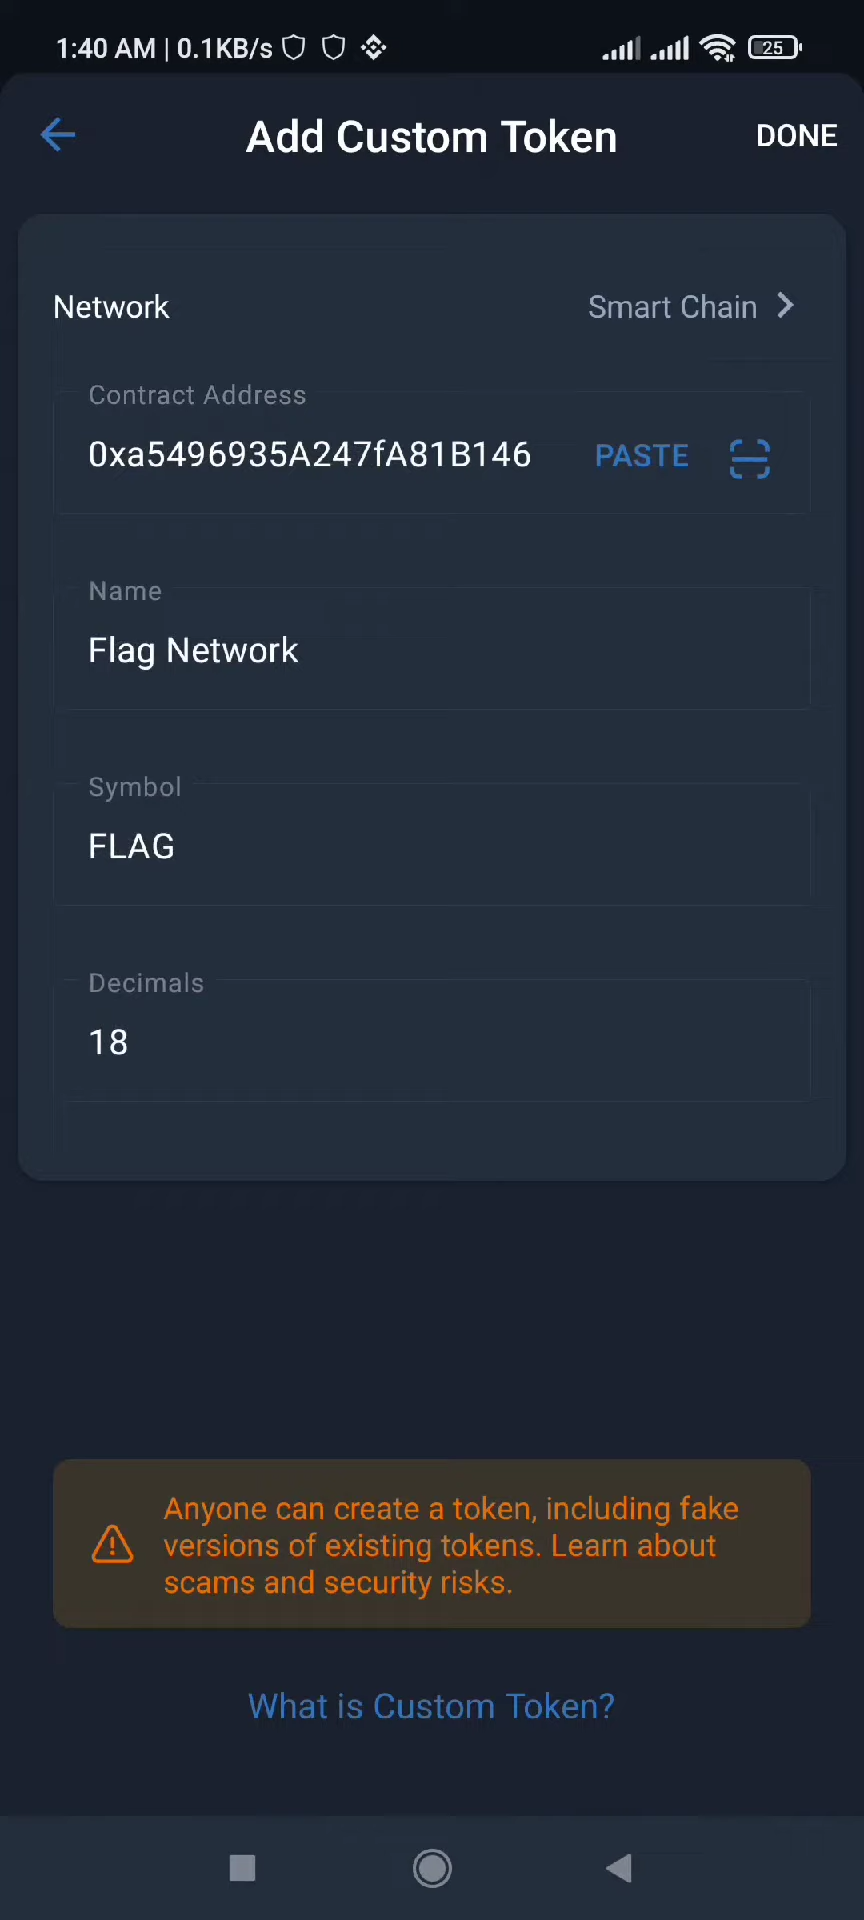 1:40 AM | 0.1KB/s 25
Add Custom Token DONE
Network Smart Chain
Contract Address
0xa5496935A247fA81B146 PASTE
Name
Flag Network
Symbol
FLAG
Decimals
18
Anyone can create a token, including fake
versions of existing tokens. Learn about
scams and security risks.
What is Custom Token?